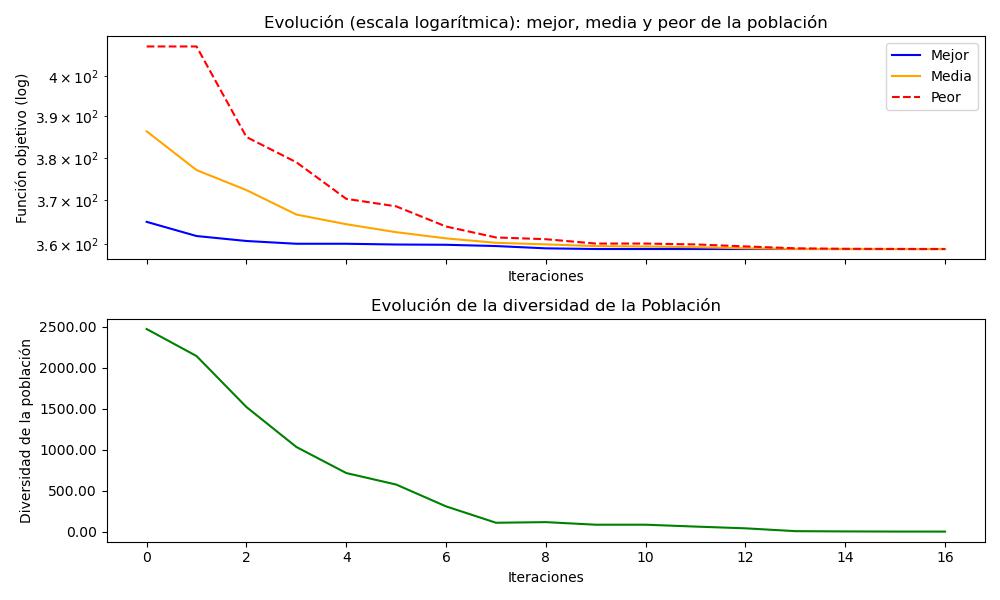 Evolución (escala logarítmica): mejor, media y peor de la población
Función objetivo (log)
4 × 10²
3.9 × 10²
3.8 × 10²
3.7 × 10²
3.6 × 10²
Mejor
Media
Peor
Iteraciones
Evolución de la diversidad de la Población
Diversidad de la población
2500.00
2000.00
1500.00
1000.00
500.00
0.00
0 2 4 6 8 10 12 14 16
Iteraciones